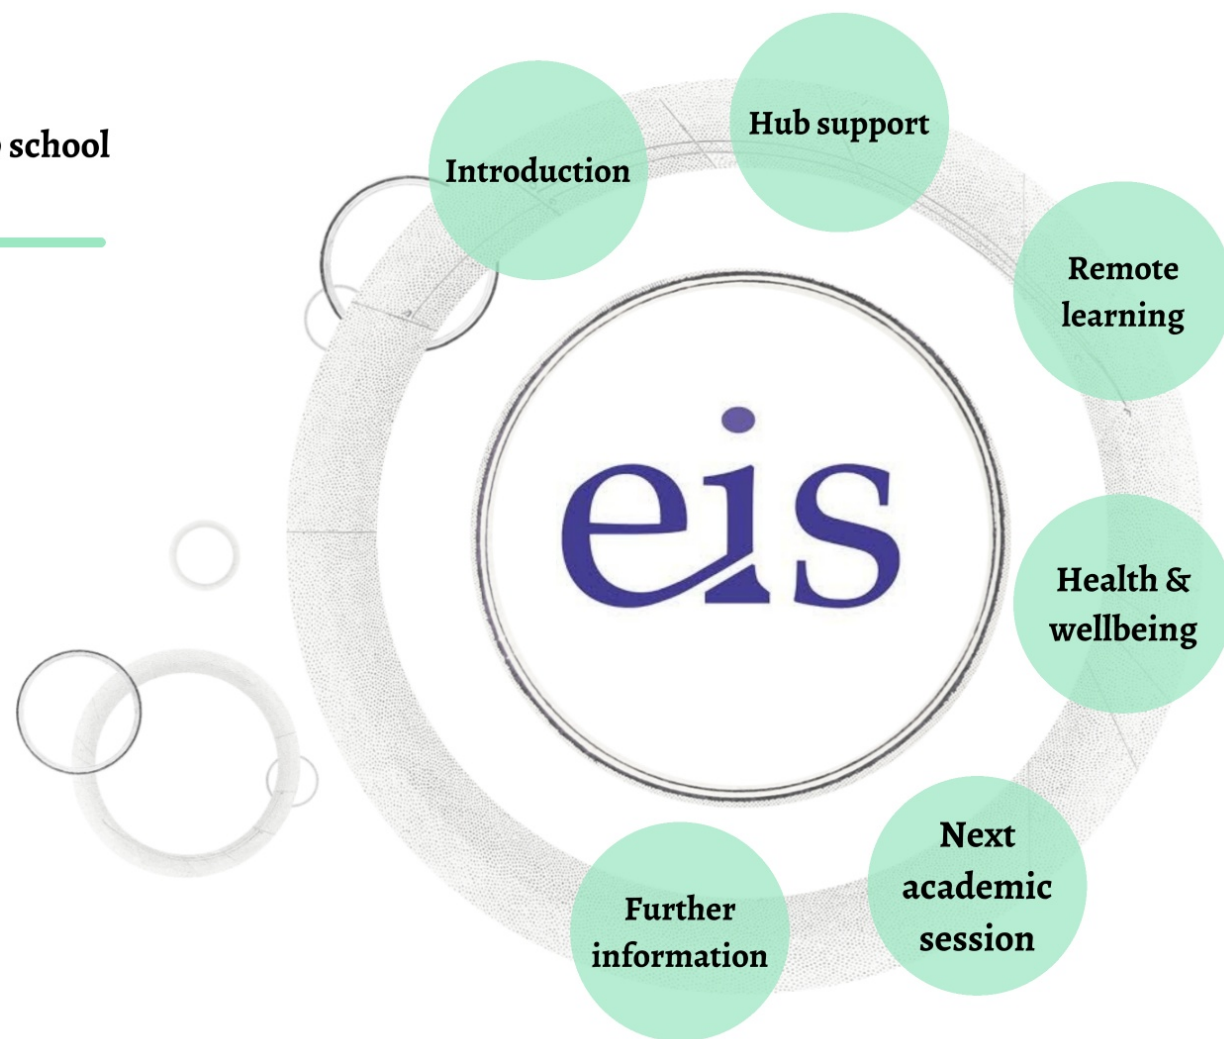 school
Introduction
Hub support
Remote
learning
Health &
wellbeing
Next
academic
session
Further
information
eis